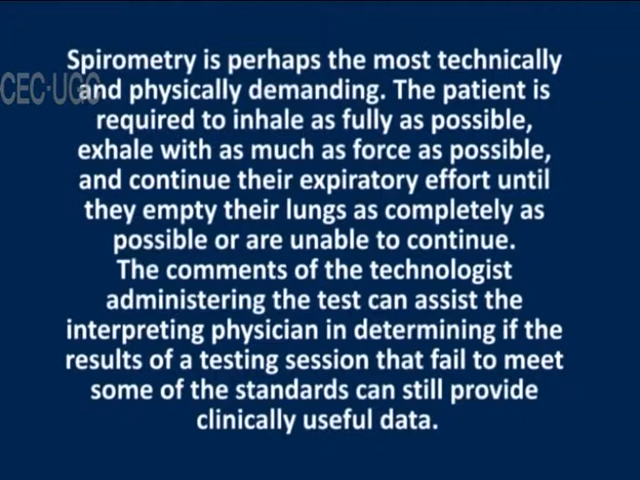 Spirometry is perhaps the most technically
CEC-UGC
and physically demanding. The patient is
required to inhale as fully as possible,
exhale with as much as force as possible,
and continue their expiratory effort until
they empty their lungs as completely as
possible or are unable to continue.
The comments of the technologist
administering the test can assist the
interpreting physician in determining if the
results of a testing session that fail to meet
some of the standards can still provide
clinically useful data.